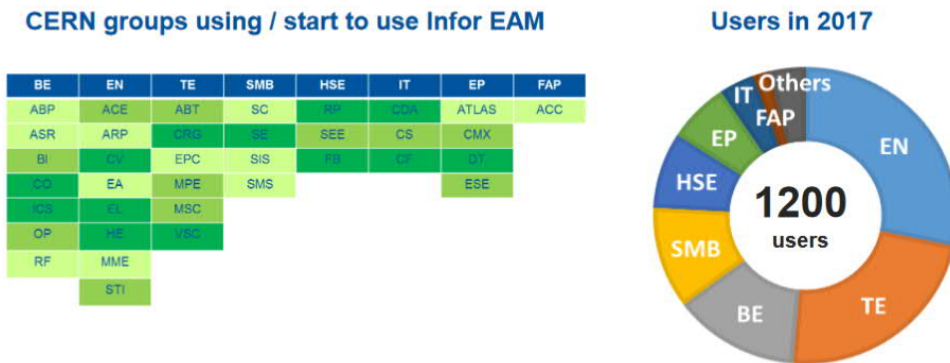 CERN groups using / start to use Infor EAM
BE EN TE SMB HSE IT EP FAP
ABP ACE ABT SC RP CDA ATLAS ACC
ASR ARP CRG SE SEE CS CMX
BI CV EPC SIS FB CF DT
CO EA MPE SMS ESE
ICS EL MSC
OP HE VSC
RF MME
STI
Users in 2017
Others
IT
FAP
EN
EP
HSE
1200
users
SMB
TE
BE